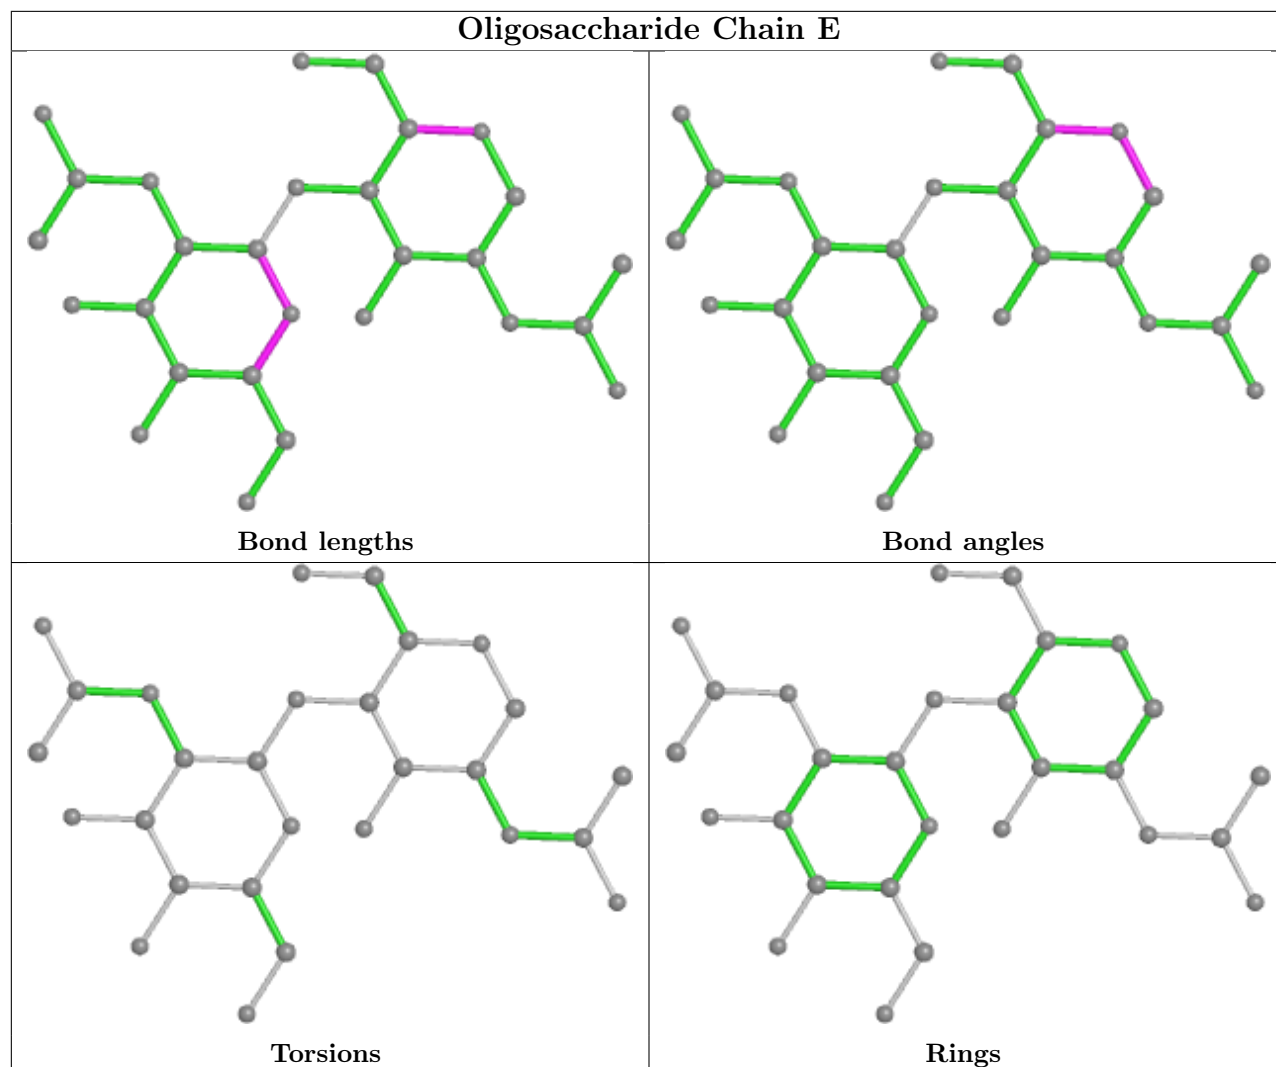 Oligosaccharide Chain E
Bond lengths
Bond angles
Torsions
Rings